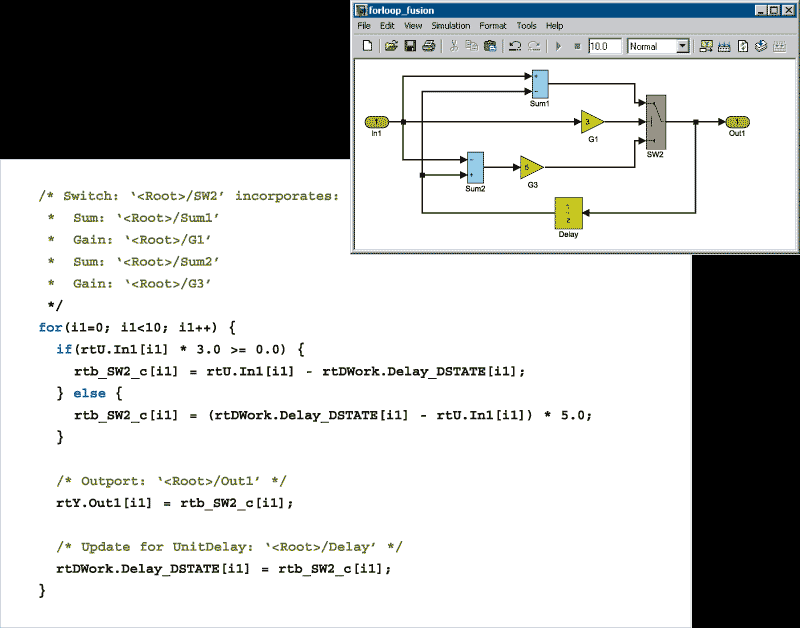 forloop_fusion
File Edit View Simulation Format Tools Help
10.0 Normal
Sum1
In1
3
G1
SW2
Out1
Sum2
5
G3
Delay
/* Switch: ‘<Root>/SW2’ incorporates:
*  Sum: ‘<Root>/Sum1’
*  Gain: ‘<Root>/G1’
*  Sum: ‘<Root>/Sum2’
*  Gain: ‘<Root>/G3’
*/
for(i1=0; i1<10; i1++) {
if(rtU.In1[i1] * 3.0 >= 0.0) {
rtb_SW2_c[i1] = rtU.In1[i1] - rtDWork.Delay_DSTATE[i1];
} else {
rtb_SW2_c[i1] = (rtDWork.Delay_DSTATE[i1] - rtU.In1[i1]) * 5.0;
}
/* Outport: ‘<Root>/Out1’ */
rtY.Out1[i1] = rtb_SW2_c[i1];
/* Update for UnitDelay: ‘<Root>/Delay’ */
rtDWork.Delay_DSTATE[i1] = rtb_SW2_c[i1];
}